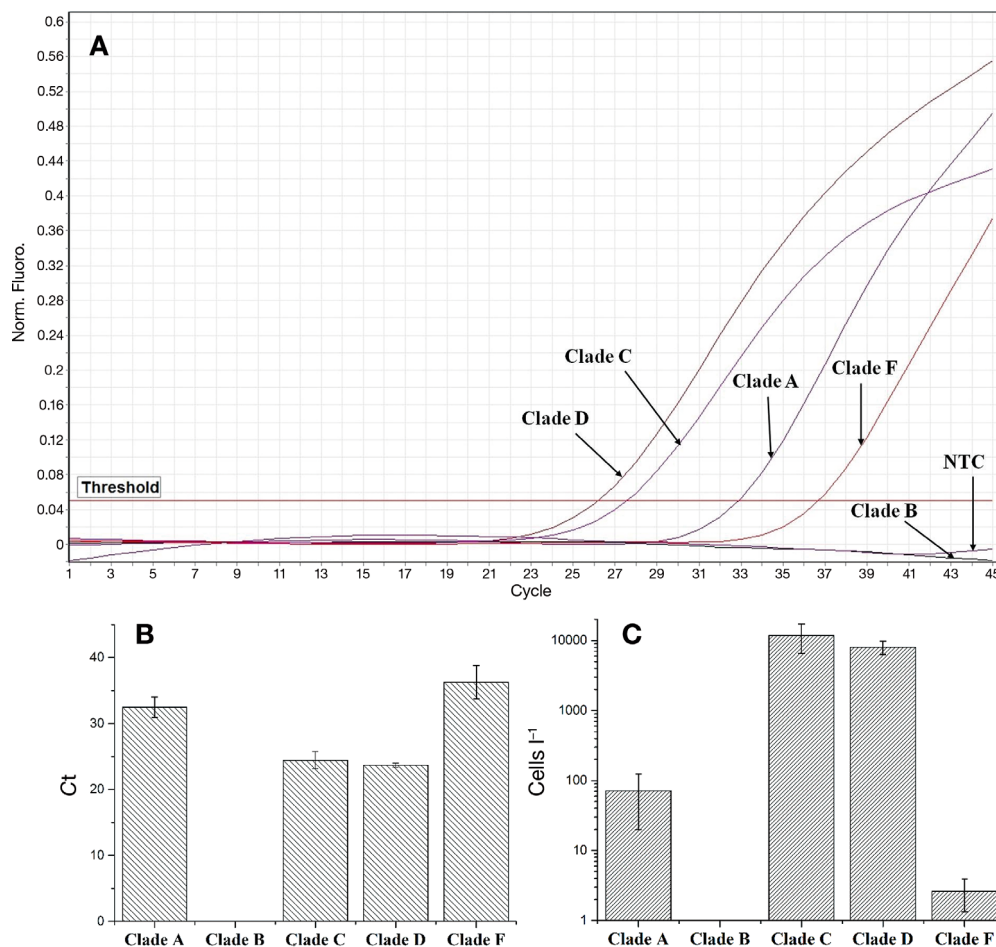 A
0.6
0.56
0.52
0.48
0.44
0.4
0.36
0.32
0.28
0.24
0.2
0.16
0.12
0.08
0.04
0
Norm. Fluoro.
Clade C
Clade A
Clade F
Clade D
NTC
Threshold
Clade B
1 3 5 7 9 11 13 15 17 19 21 23 25 27 29 31 33 35 37 39 41 43 45
Cycle
B
40
30
20
10
0
Ct
Clade A Clade B Clade C Clade D Clade F
C
10000
1000
100
10
1
Cells l⁻¹
Clade A Clade B Clade C Clade D Clade F